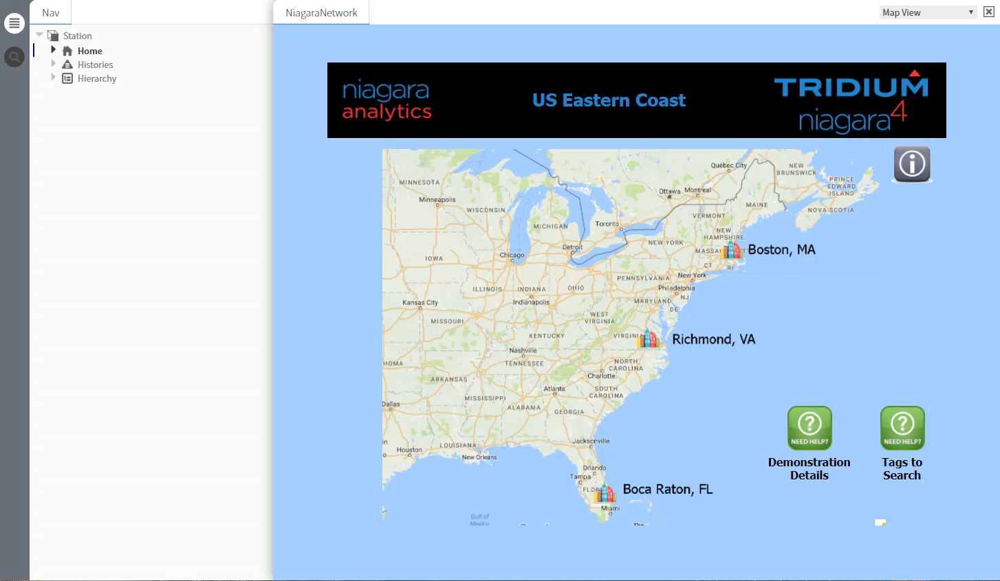 Nav
NiagaraNetwork
Map View
Station
Home
Histories
Hierarchy
niagara
analytics
US Eastern Coast
TRIDIUM
niagara4
Québec City
NEW
BRUNSWICK
MINNESOTA
PRINCE
EDWARD
ISLAND
Ottawa
Montreal
Minneapolis
MAINE
WISCONSIN
NOVA SCOTIA
VERMONT
MICHIGAN
Toronto
NEW
HAMPSHIRE
NEW YORK
Detroit
MASSA
Boston, MA
Chicago
IOWA
CT
RI
PENNSYLVANIA
New York
ILLINOIS
INDIANA
OHIO
Philadelphia
Kansas City
Indianapolis
MARYLAND
NJ
DE
WEST
VIRGINIA
MISSOURI
KENTUCKY
VIRGINIA
Richmond, VA
Nashville
HOMA
TENNESSEE
NORTH
CAROLINA
ARKANSAS
Charlotte
Atlanta
SOUTH
CAROLINA
MISSISSIPPI
Dallas
ALABAMA
GEORGIA
NEED HELP?
NEED HELP?
in
Jacksonville
LOUISIANA
Houston
New Orleans
Demonstration
Details
Tags to
Search
Orlando
Tampa
FLOR
Boca Raton, FL
Miami
Gulf of
Mexico
The